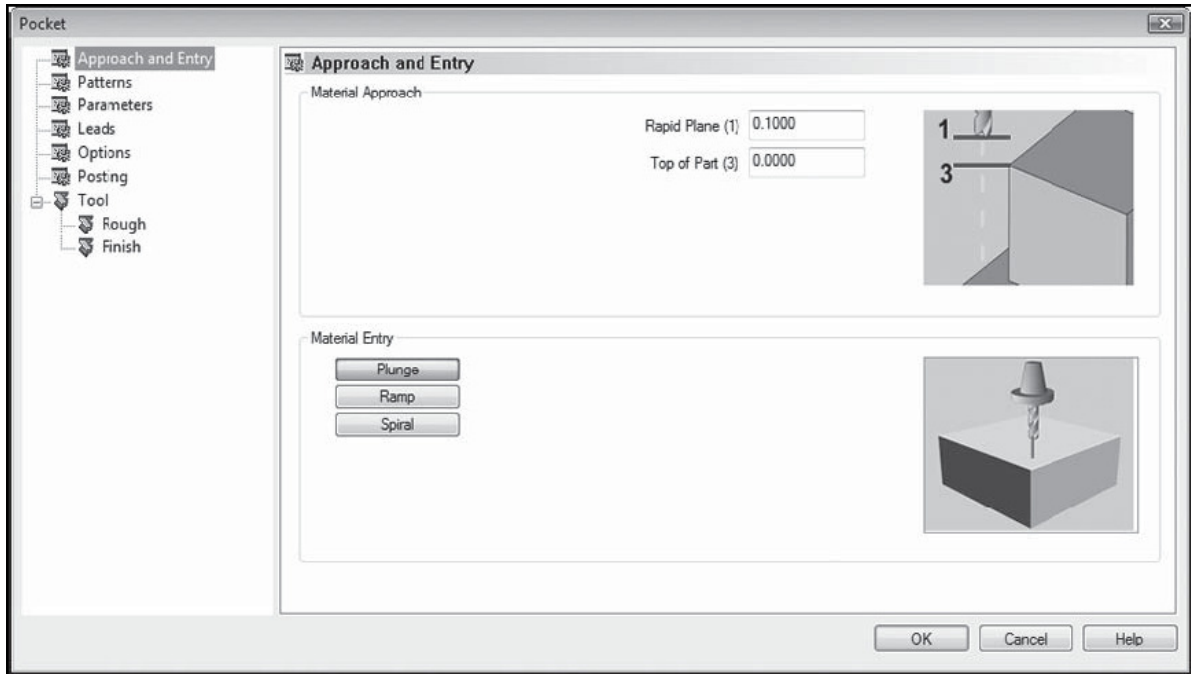 Pocket
Approach and Entry
Patterns
Parameters
Leads
Options
Posting
Tool
Rough
Finish
Approach and Entry
Material Approach
Rapid Plane (1) 0.1000
Top of Part (3) 0.0000
1
3
Material Entry
Plunge
Ramp
Spiral
OK Cancel Help